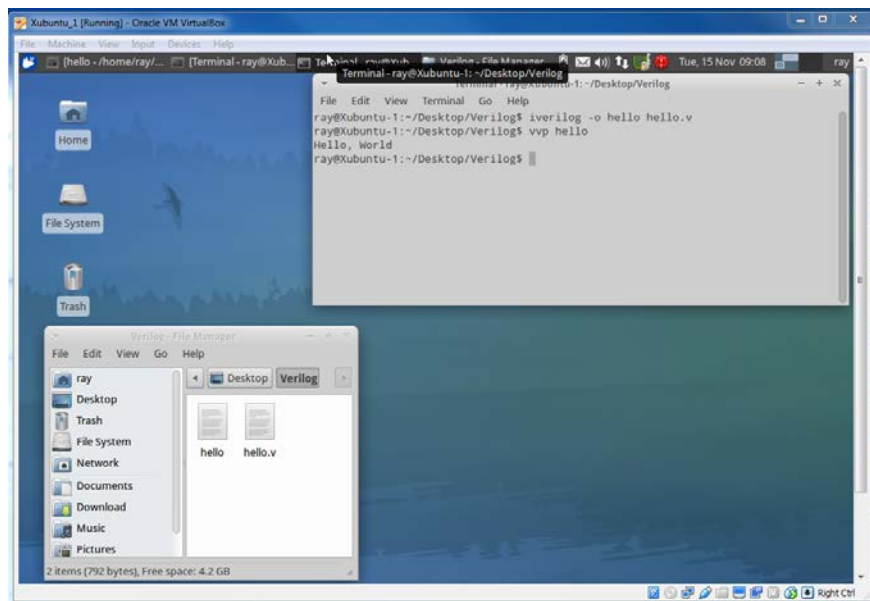 Xubuntu_1 [Running] - Oracle VM VirtualBox
File Machine View Input Devices Help
[hello - /home/ray/... [Terminal - ray@Xub... Verilog - File Manager Tue, 15 Nov 09:08 ray
Terminal - ray@Xubuntu-1: ~/Desktop/Verilog
File Edit View Terminal Go Help
ray@Xubuntu-1:~/Desktop/Verilog$ iverilog -o hello hello.v
ray@Xubuntu-1:~/Desktop/Verilog$ vvp hello
Hello, World
ray@Xubuntu-1:~/Desktop/Verilog$
Home
File System
Trash
Verilog - File Manager
File Edit View Go Help
Desktop Verilog
ray
Desktop
Trash
File System
Network
Documents
Download
Music
Pictures
hello hello.v
2 items (792 bytes), Free space: 4.2 GB
Right Ctrl